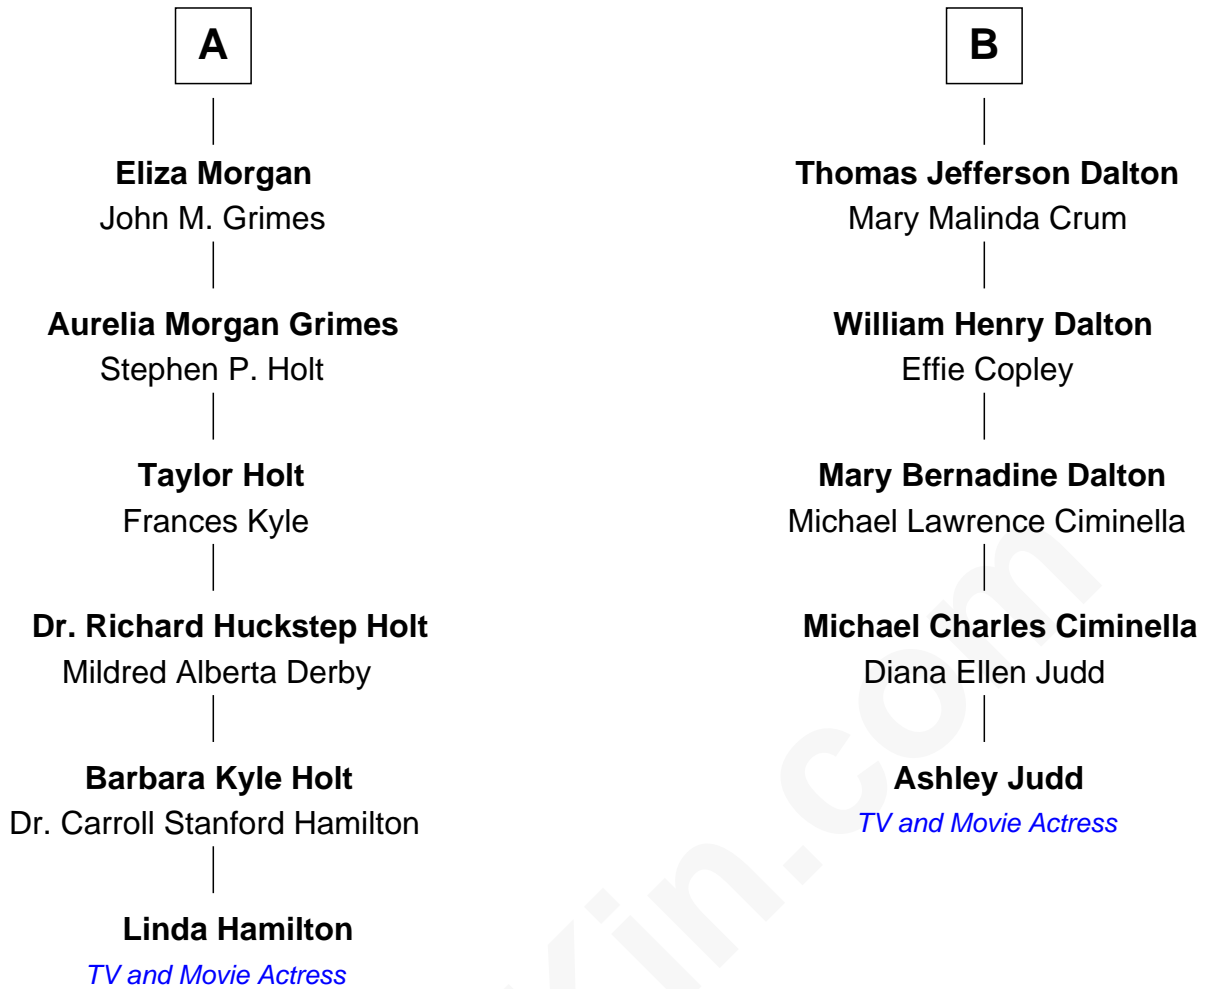 A
Eliza Morgan
John M. Grimes
Aurelia Morgan Grimes
Stephen P. Holt
Taylor Holt
Frances Kyle
Dr. Richard Huckstep Holt
Mildred Alberta Derby
Barbara Kyle Holt
Dr. Carroll Stanford Hamilton
Linda Hamilton
TV and Movie Actress
B
Thomas Jefferson Dalton
Mary Malinda Crum
William Henry Dalton
Effie Copley
Mary Bernadine Dalton
Michael Lawrence Ciminella
Michael Charles Ciminella
Diana Ellen Judd
Ashley Judd
TV and Movie Actress
Kin.com